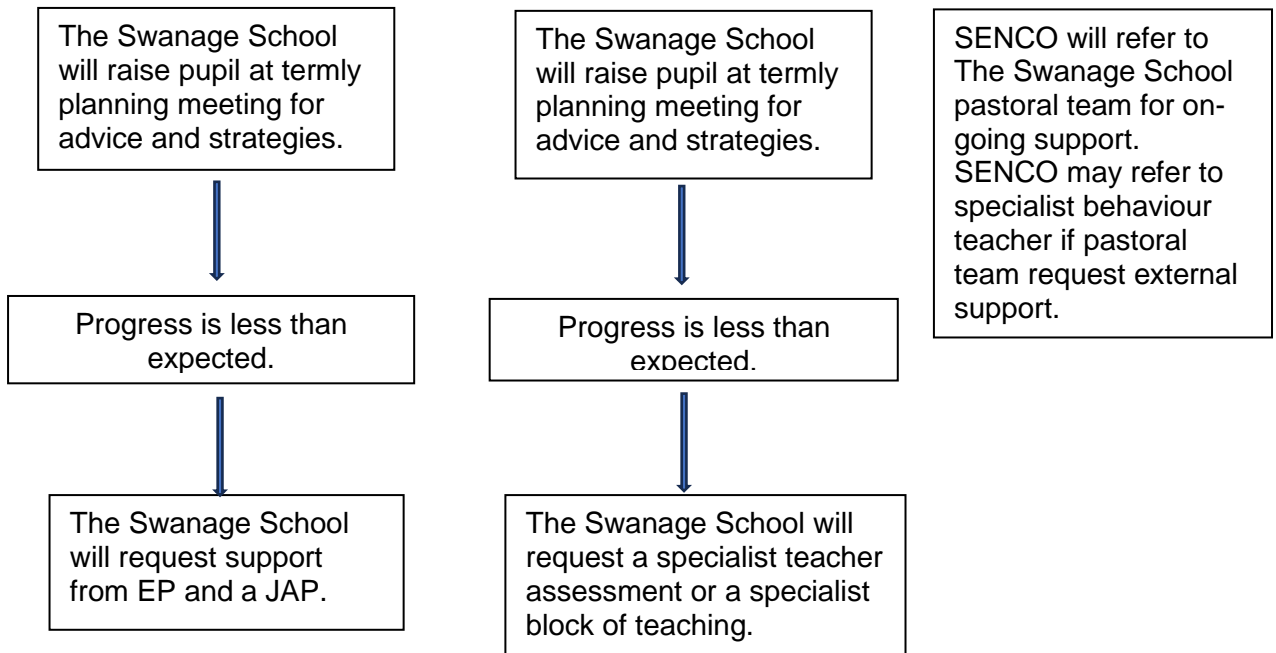 The Swanage School
will raise pupil at termly
planning meeting for
advice and strategies.
Progress is less than
expected.
The Swanage School
will request support
from EP and a JAP.
The Swanage School
will raise pupil at termly
planning meeting for
advice and strategies.
Progress is less than
expected.
The Swanage School will
request a specialist teacher
assessment or a specialist
block of teaching.
SENCO will refer to
The Swanage School
pastoral team for on-
going support.
SENCO may refer to
specialist behaviour
teacher if pastoral
team request external
support.